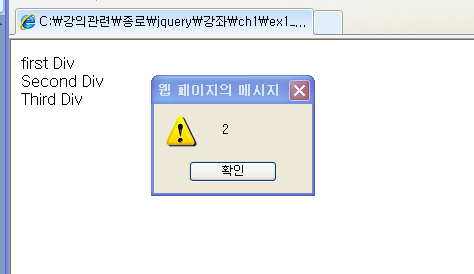 C:₩강의관련₩종로₩jquery₩강좌₩ch1₩ex1_...
first Div
Second Div
Third Div
웹 페이지의 메시지
2
확인